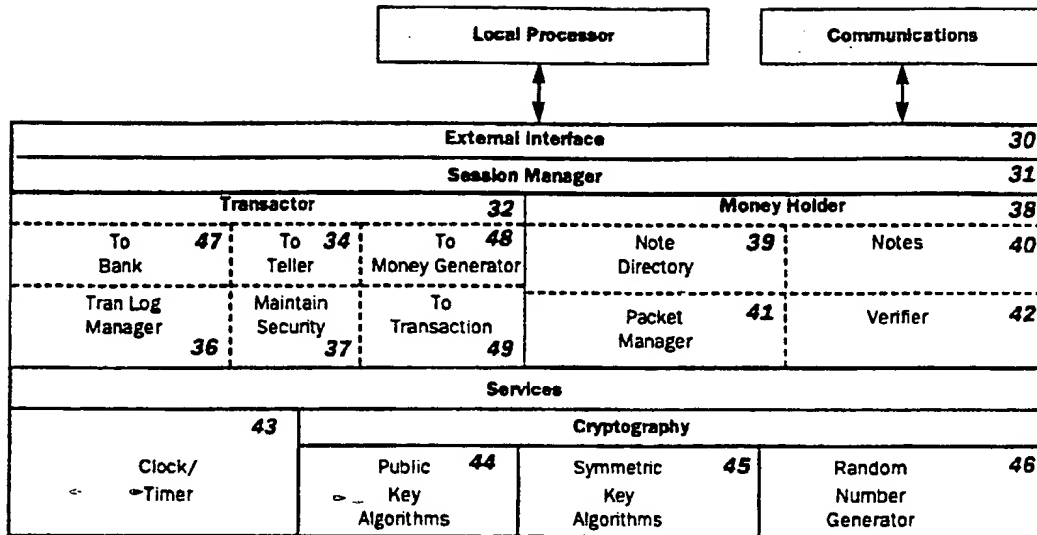 Local Processor
Communications
External Interface 30
Session Manager 31
Transactor 32
Money Holder 38
To Bank 47
To Teller 34
To Money Generator 48
Note Directory 39
Notes 40
Tran Log Manager 36
Maintain Security 37
To Transaction 49
Packet Manager 41
Verifier 42
Services
43
Cryptography
Clock/
Timer
Public 44
Key
Algorithms
Symmetric 45
Key
Algorithms
Random 46
Number
Generator